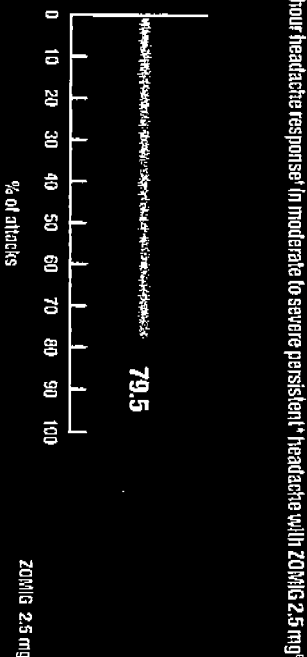 hour headache response† in moderate to severe persistent* headache with ZOMIG 2.5 mg⁶
79.5
0 10 20 30 40 50 60 70 80 90 100
% of attacks
ZOMIG 2.5 mg